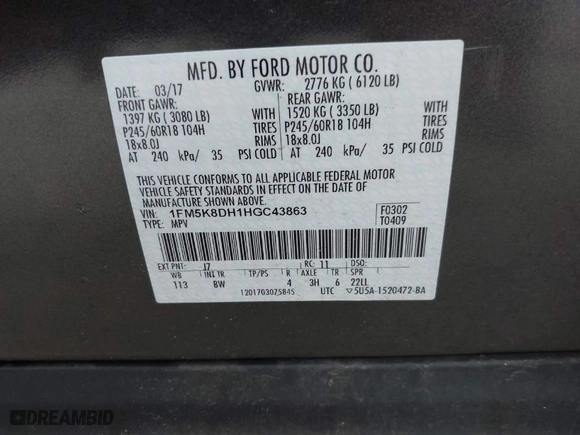 MFD. BY FORD MOTOR CO.
DATE: 03/17 GVWR: 2776 KG ( 6120 LB)
FRONT GAWR: REAR GAWR:
1397 KG ( 3080 LB) WITH 1520 KG ( 3350 LB) WITH
P245/60R18 104H TIRES P245/60R18 104H TIRES
18x8.0J RIMS 18x8.0J RIMS
AT 240 kPa/ 35 PSI COLD AT 240 kPa/ 35 PSI COLD
THIS VEHICLE CONFORMS TO ALL APPLICABLE FEDERAL MOTOR
VEHICLE SAFETY STANDARDS IN EFFECT ON THE DATE OF
MANUFACTURE SHOWN ABOVE.
VIN: 1FM5K8DH1HGC43863 F0302
TYPE: MPV T0409
EXT PNT: J7 RC: 11 DSO:
WB INT TR TP/PS R AXLE TR SPR
113 BW 4 3H 6 22LL
1201703075845 UTC ▽5U5A-1520472-BA
DREAMBID